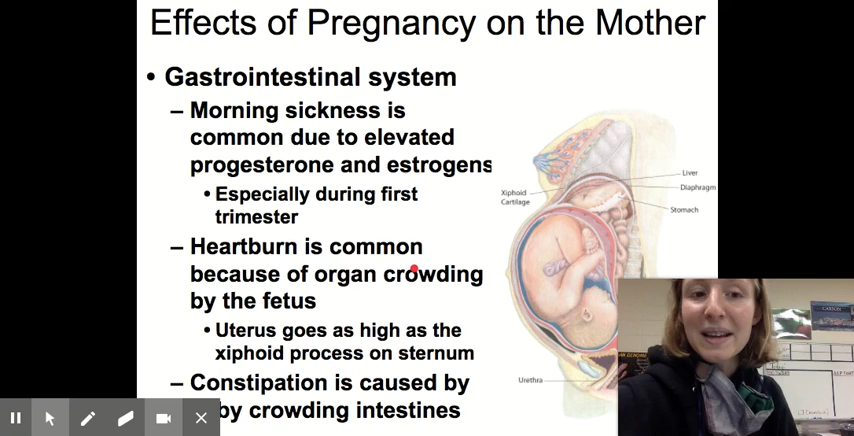 Effects of Pregnancy on the Mother
• Gastrointestinal system
– Morning sickness is
common due to elevated
progesterone and estrogens
• Especially during first
trimester
– Heartburn is common
because of organ crowding
by the fetus
• Uterus goes as high as the
xiphoid process on sternum
– Constipation is caused by
by crowding intestines
Liver
Diaphragm
Xiphoid
Cartilage
Stomach
Urethra
CARSON